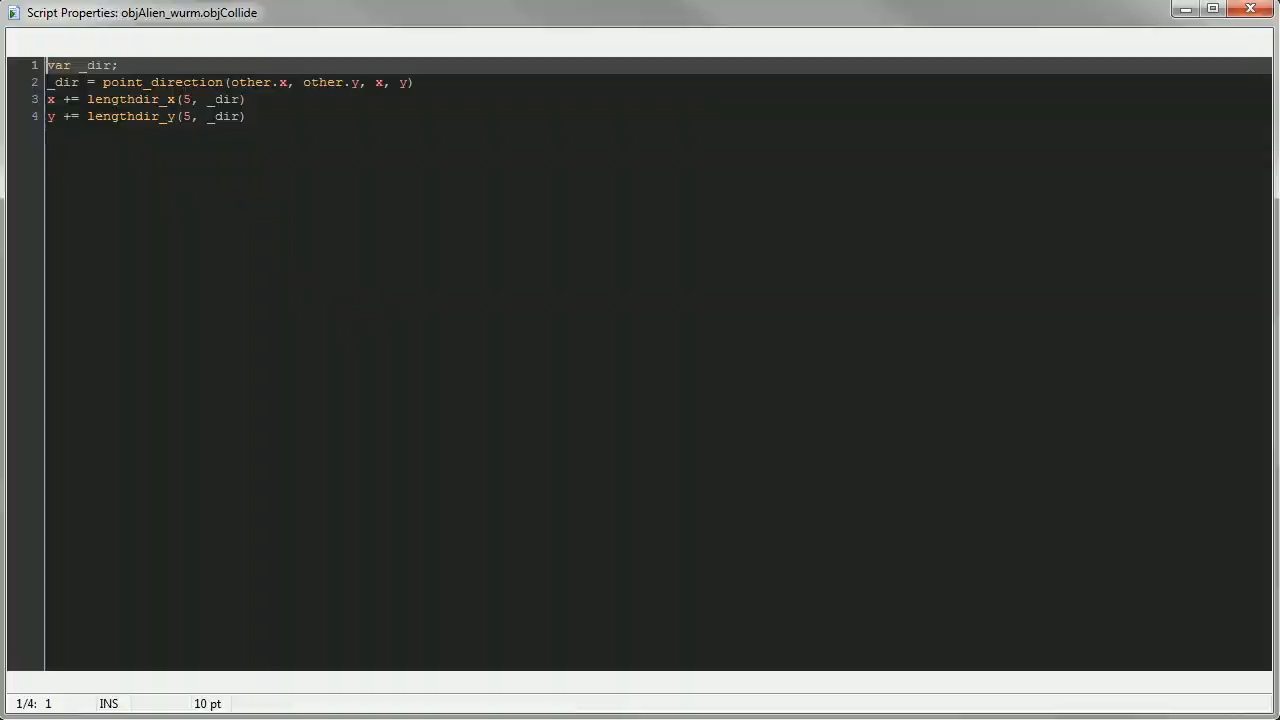 Script Properties: objAlien_wurm.objCollide
1 var _dir;
2 _dir = point_direction(other.x, other.y, x, y)
3 x += lengthdir_x(5, _dir)
4 y += lengthdir_y(5, _dir)
1/4: 1 INS 10 pt